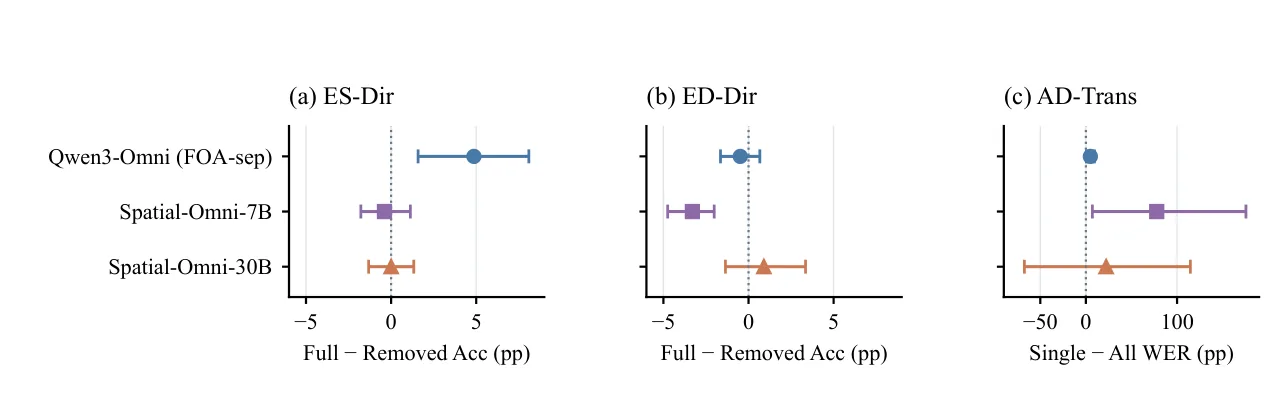 (a) ES-Dir
(b) ED-Dir
(c) AD-Trans
Qwen3-Omni (FOA-sep)
Spatial-Omni-7B
Spatial-Omni-30B
−5 0 5
−5 0 5
−50 0 100
Full − Removed Acc (pp)
Full − Removed Acc (pp)
Single − All WER (pp)